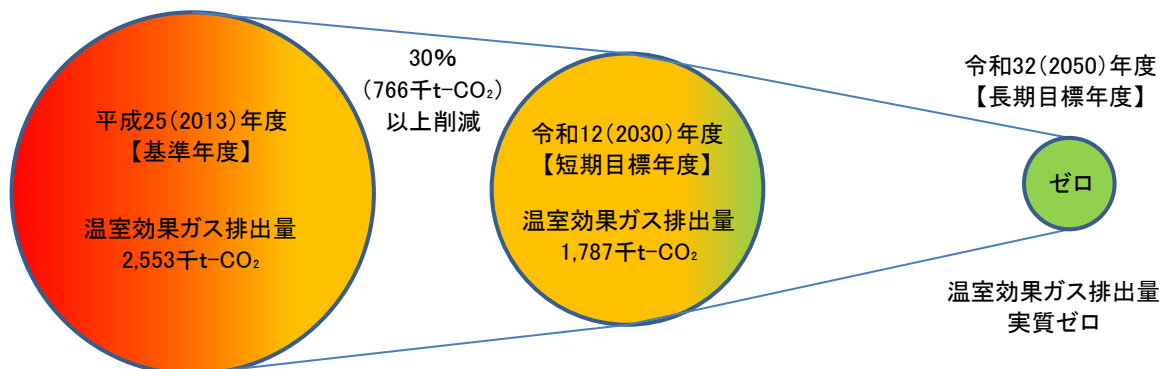 平成25(2013)年度
【基準年度】
温室効果ガス排出量
2,553千t-CO₂
30%
(766千t-CO₂)
以上削減
令和12(2030)年度
【短期目標年度】
温室効果ガス排出量
1,787千t-CO₂
令和32(2050)年度
【長期目標年度】
ゼロ
温室効果ガス排出量
実質ゼロ